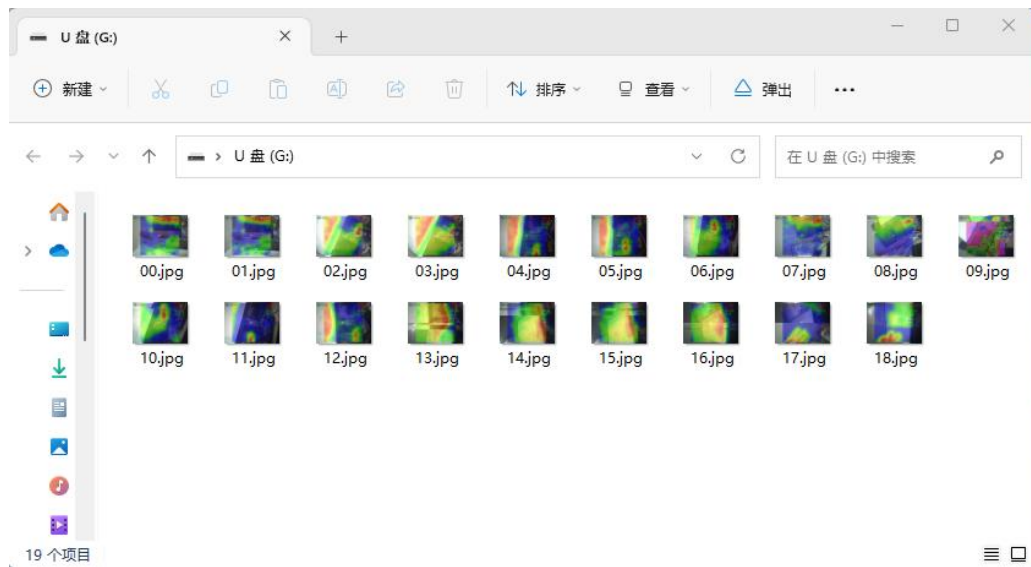 U 盘 (G:)
新建
排序
查看
弹出
U 盘 (G:)
在 U 盘 (G:) 中搜索
00.jpg 01.jpg 02.jpg 03.jpg 04.jpg 05.jpg 06.jpg 07.jpg 08.jpg 09.jpg
10.jpg 11.jpg 12.jpg 13.jpg 14.jpg 15.jpg 16.jpg 17.jpg 18.jpg
19 个项目